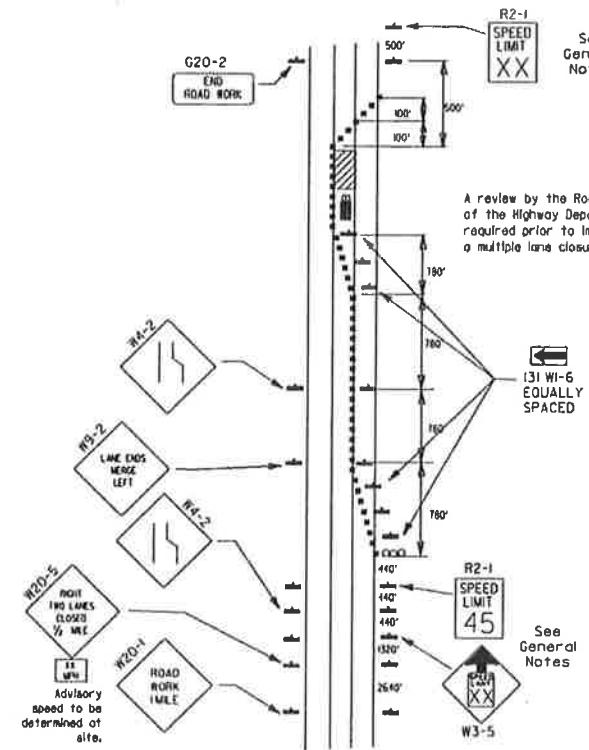 R2-1
SPEED
LIMIT
XX
500'
G20-2
END
ROAD WORK
500'
100'
100'
A review by the
of the Highway
required prior to
a multiple lane
780'
780'
W4-2
(3) W1-6
EQUALLY
SPACED
760'
W9-2
LANE ENDS
MERGE
LEFT
780'
W4-2
440'
R2-1
SPEED
LIMIT
45
440'
440'
W20-5
RIGHT
TWO LANES
CLOSED
1/2 MILE
XX
MPH
See
General
Notes
1320'
W20-1
ROAD
WORK
1 MILE
SPEED
LIMIT
XX
2640'
Advisory
speed to be
determined at
site.
W3-5